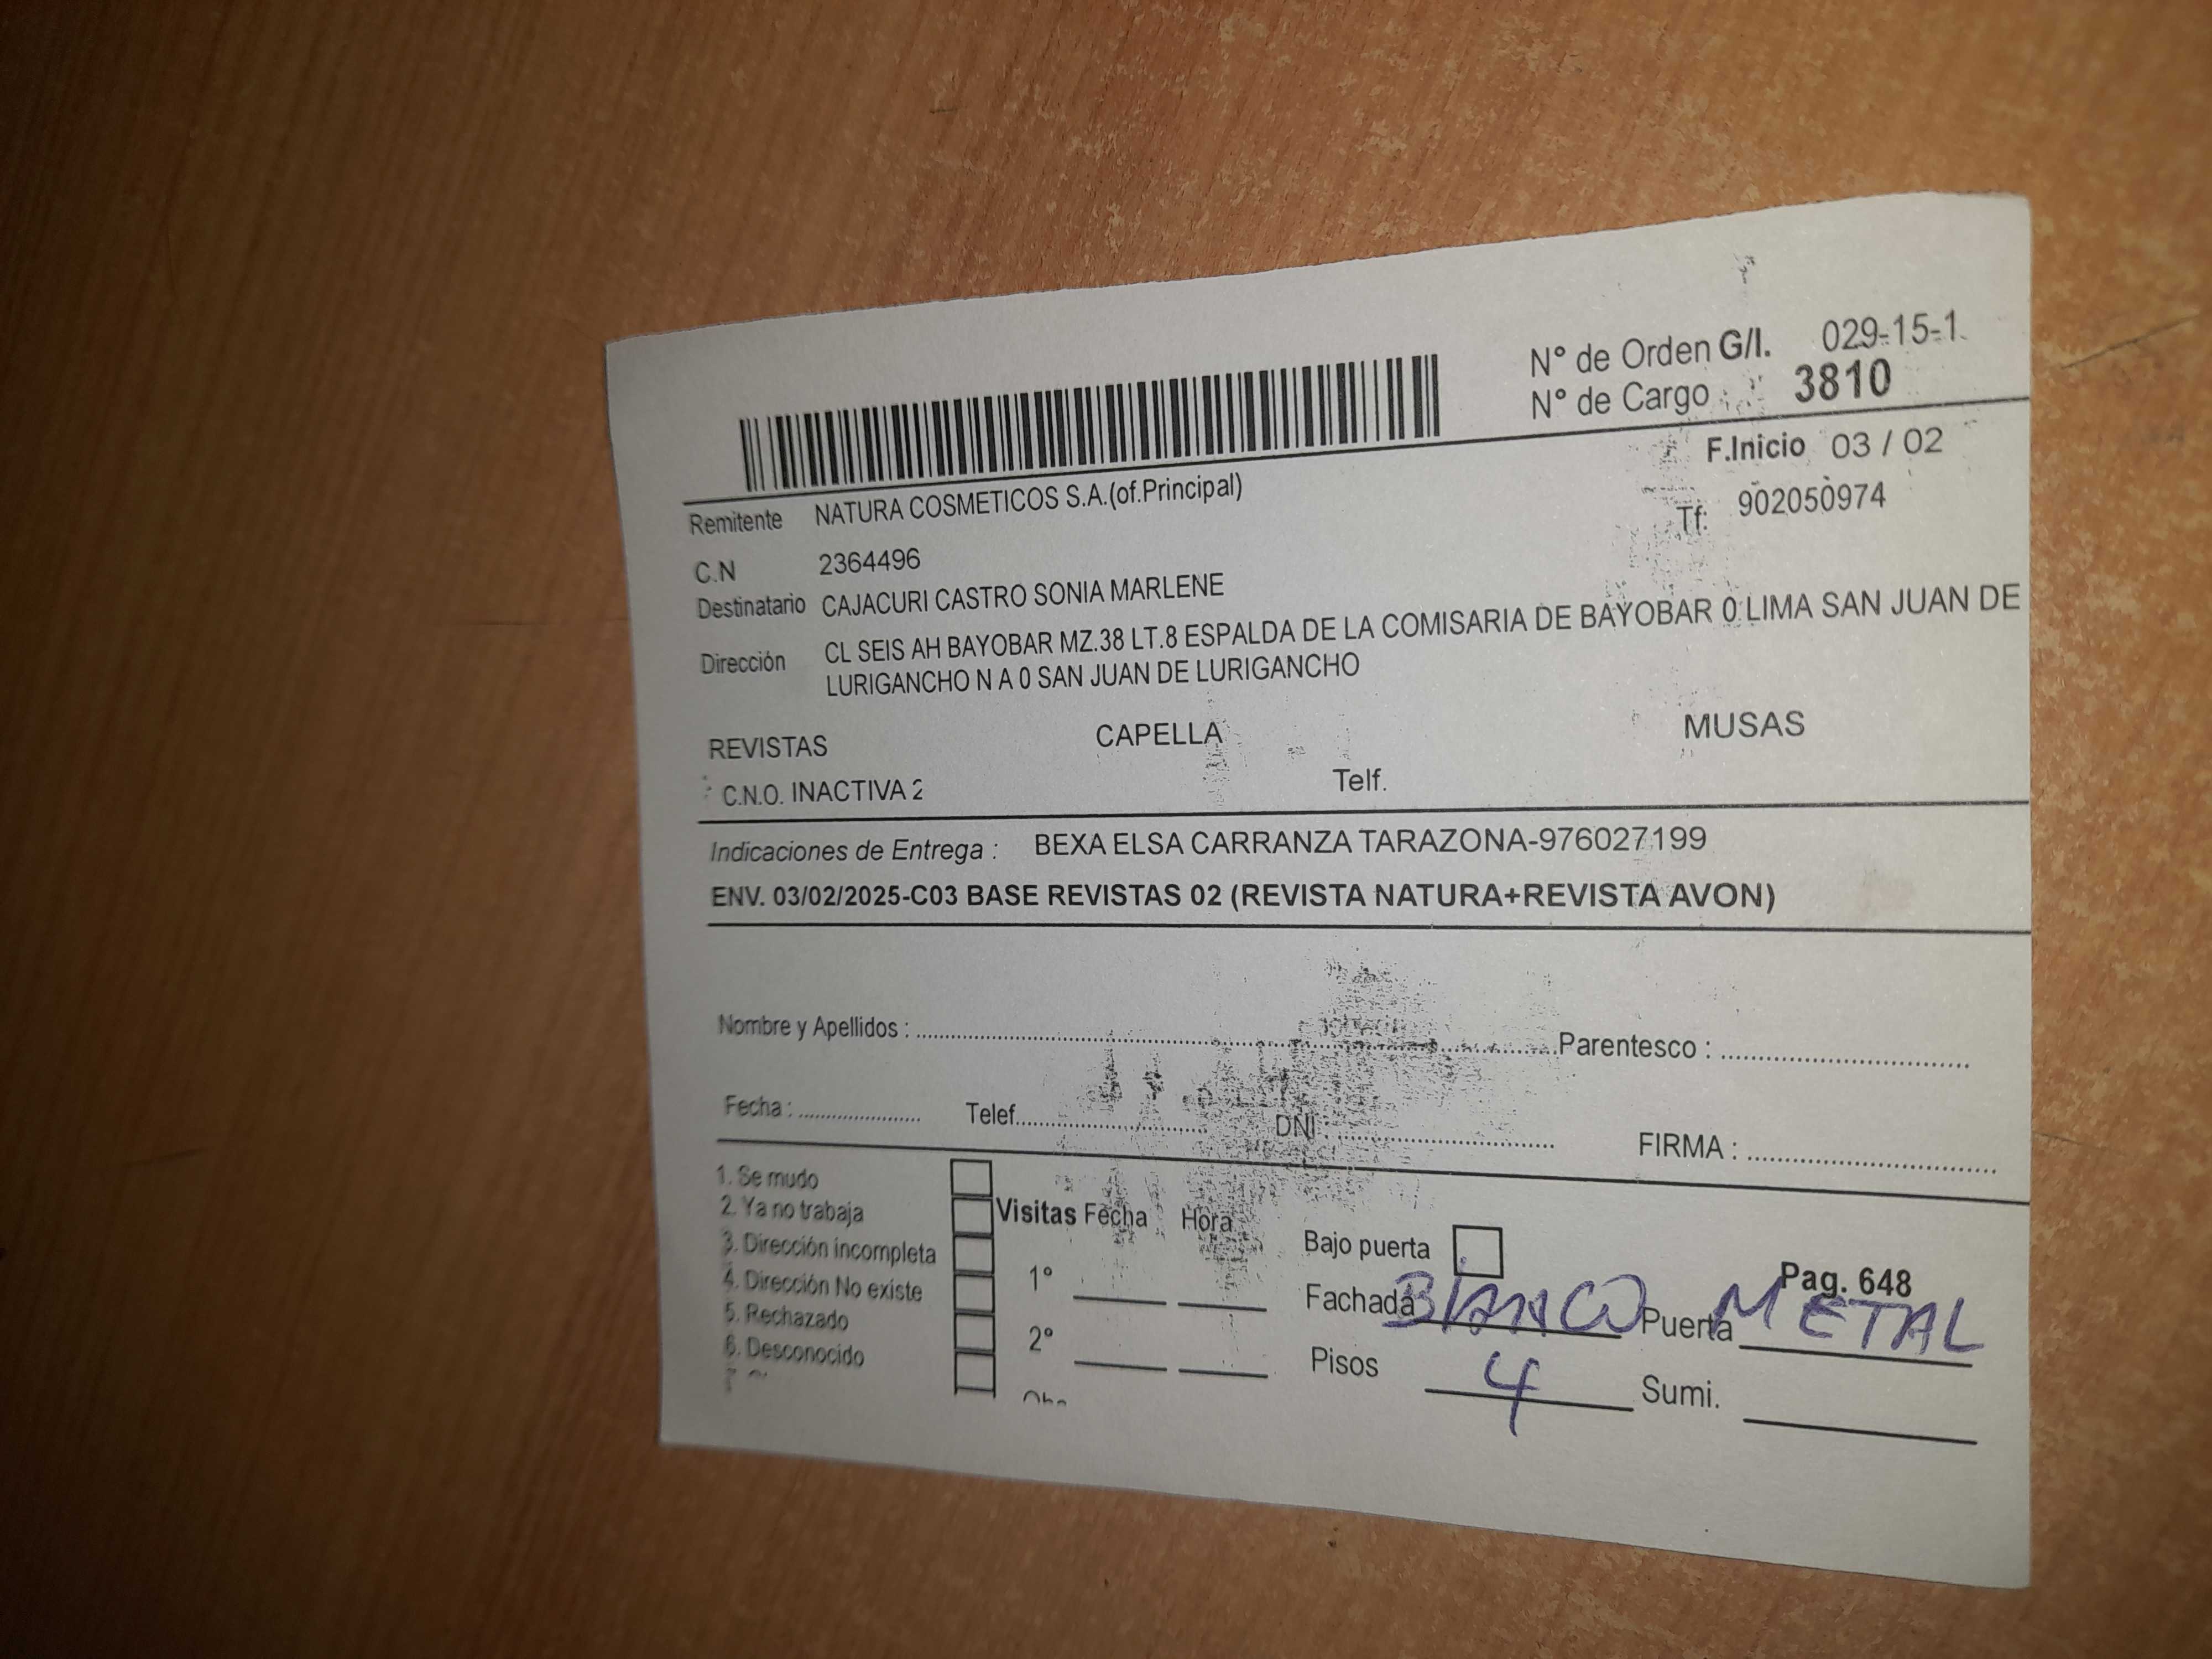 N° de Orden G/I. 029-15-1
N° de Cargo : 3810
F.Inicio 03 / 02
Remitente NATURA COSMETICOS S.A.(of.Principal)
Tf: 902050974
C.N 2364496
Destinatario CAJACURI CASTRO SONIA MARLENE
Dirección CL SEIS AH BAYOBAR MZ.38 LT.8 ESPALDA DE LA COMISARIA DE BAYOBAR 0 LIMA SAN JUAN DE
LURIGANCHO N A 0 SAN JUAN DE LURIGANCHO
REVISTAS CAPELLA MUSAS
C.N.O. INACTIVA 2 Telf.
Indicaciones de Entrega : BEXA ELSA CARRANZA TARAZONA-976027199
ENV. 03/02/2025-C03 BASE REVISTAS 02 (REVISTA NATURA+REVISTA AVON)
Nombre y Apellidos : Parentesco :
Fecha : Telef. DNI : FIRMA :
1. Se mudo
2. Ya no trabaja
3. Dirección incompleta
4. Dirección No existe
5. Rechazado
6. Desconocido
Visitas Fecha Hora
1°
2°
Bajo puerta
Pag. 648
Fachada BlANCO Puerta METAL
Pisos 4 Sumi.